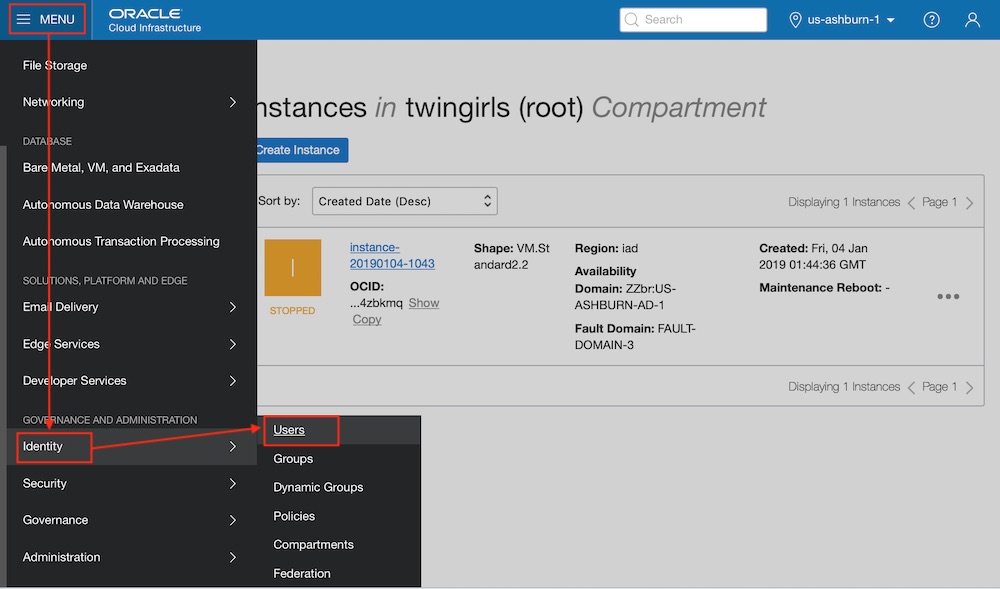 MENU
ORACLE
Cloud Infrastructure
Search
us-ashburn-1
File Storage
Networking
DATABASE
Bare Metal, VM, and Exadata
Autonomous Data Warehouse
Autonomous Transaction Processing
SOLUTIONS, PLATFORM AND EDGE
Email Delivery
Edge Services
Developer Services
GOVERNANCE AND ADMINISTRATION
Identity
Security
Governance
Administration
Users
Groups
Dynamic Groups
Policies
Compartments
Federation
nstances in twingirls (root) Compartment
Create Instance
Sort by:
Created Date (Desc)
Displaying 1 Instances
Page 1
STOPPED
instance-
20190104-1043
OCID:
...4zbkmq Show
Copy
Shape: VM.St
andard2.2
Region: iad
Availability
Domain: ZZbr:US-
ASHBURN-AD-1
Fault Domain: FAULT-
DOMAIN-3
Created: Fri, 04 Jan
2019 01:44:36 GMT
Maintenance Reboot: -
Displaying 1 Instances
Page 1